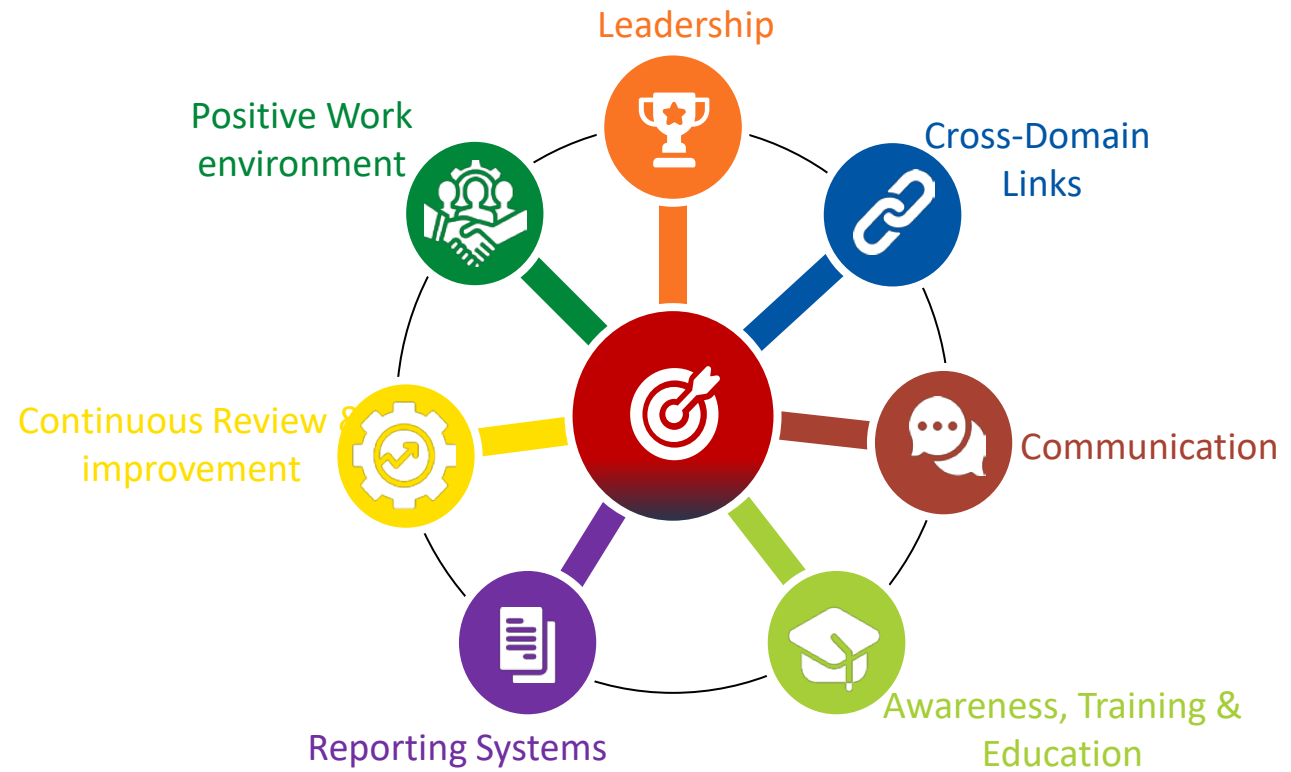 Leadership
Positive Work
environment
Cross-Domain
Links
Continuous Review &
improvement
Communication
Awareness, Training &
Education
Reporting Systems